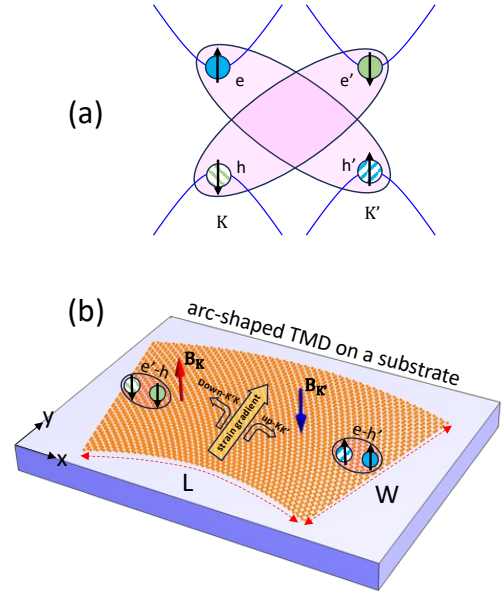 (a)
e
e′
h
h′
K
K′
(b)
arc-shaped TMD on a substrate
e′-h
B_K
Down-K′K
strain gradient
up-KK′
B_K′
e-h′
y
x
L
W